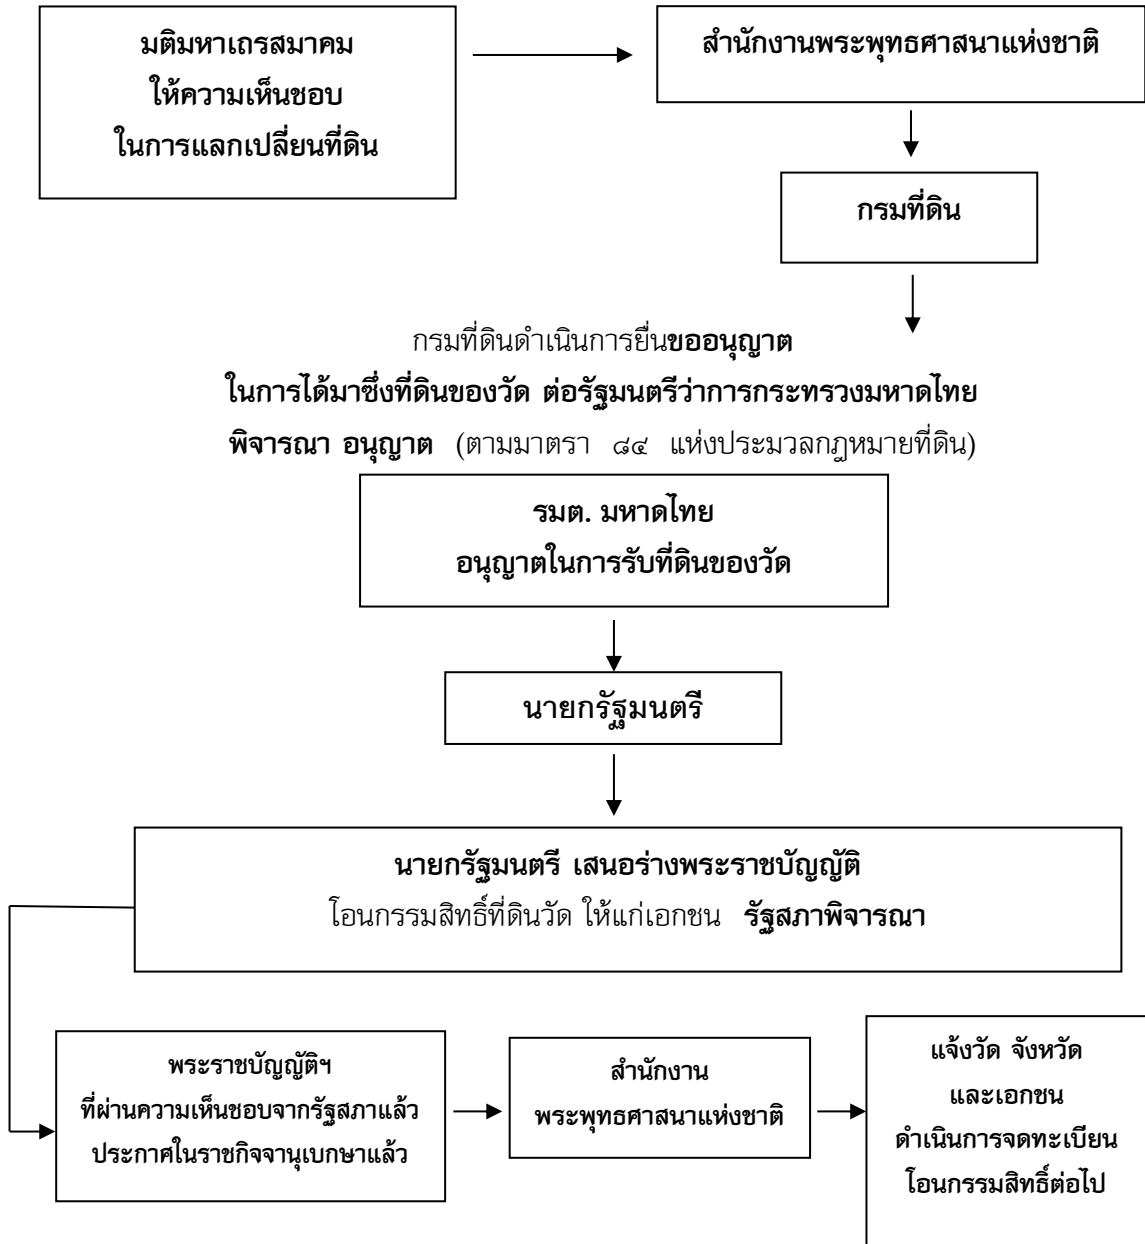 มติมหาเถรสมาคม
ให้ความเห็นชอบ
ในการแลกเปลี่ยนที่ดิน
สำนักงานพระพุทธศาสนาแห่งชาติ
กรมที่ดิน
กรมที่ดินดำเนินการยื่นขออนุญาต
ในการได้มาซึ่งที่ดินของวัด ต่อรัฐมนตรีว่าการกระทรวงมหาดไทย
พิจารณา อนุญาต (ตามมาตรา ๘๔ แห่งประมวลกฎหมายที่ดิน)
รมต. มหาดไทย
อนุญาตในการรับที่ดินของวัด
นายกรัฐมนตรี
นายกรัฐมนตรี เสนอร่างพระราชบัญญัติ
โอนกรรมสิทธิ์ที่ดินวัด ให้แก่เอกชน รัฐสภาพิจารณา
พระราชบัญญัติฯ
ที่ผ่านความเห็นชอบจากรัฐสภาแล้ว
ประกาศในราชกิจจานุเบกษาแล้ว
สำนักงาน
พระพุทธศาสนาแห่งชาติ
แจ้งวัด จังหวัด
และเอกชน
ดำเนินการจดทะเบียน
โอนกรรมสิทธิ์ต่อไป